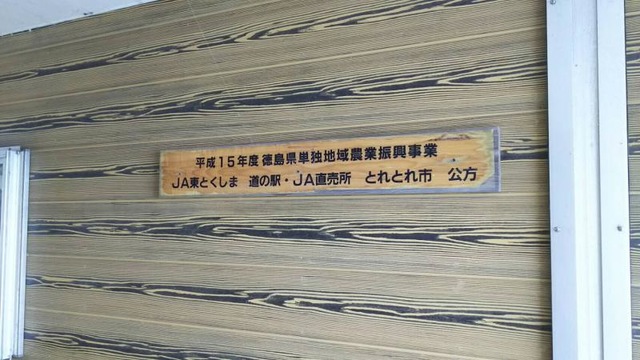 平成15年度 徳島県単独地域農業振興事業
JA東とくしま 道の駅・JA直売所 とれとれ市 公方